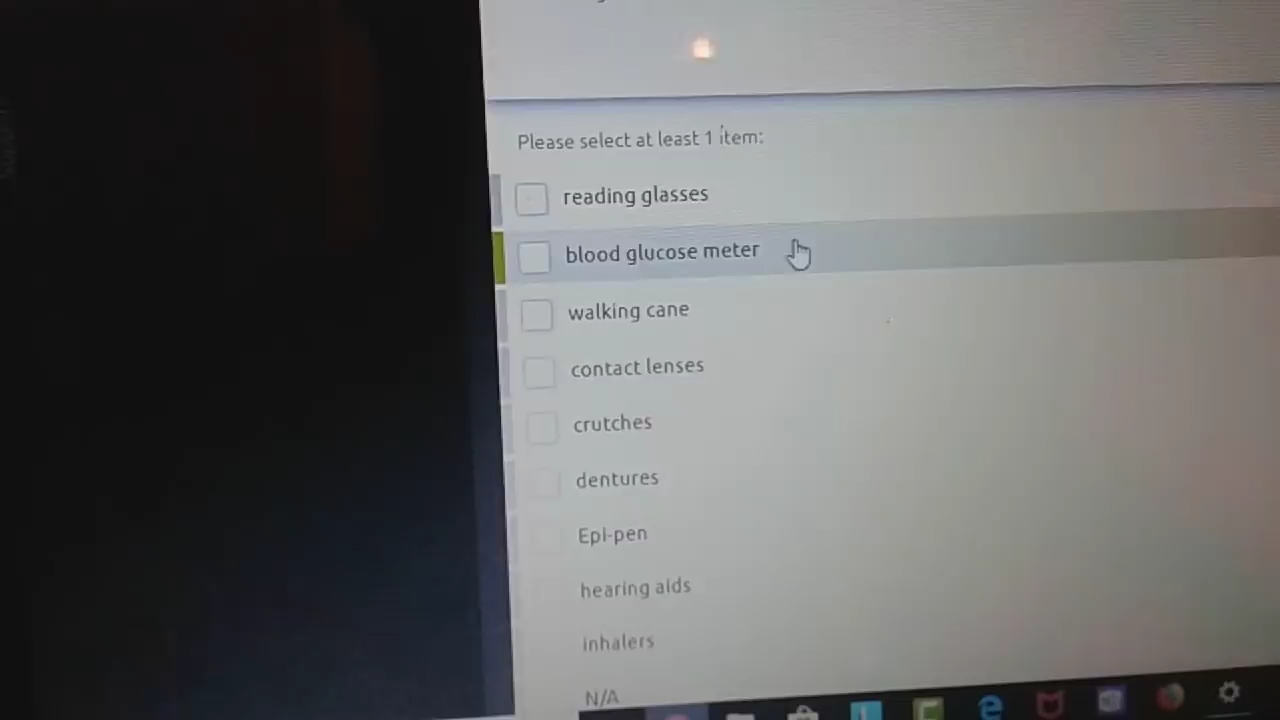 Please select at least 1 item:
reading glasses
blood glucose meter
walking cane
contact lenses
crutches
dentures
Epi-pen
hearing aids
inhalers
N/A